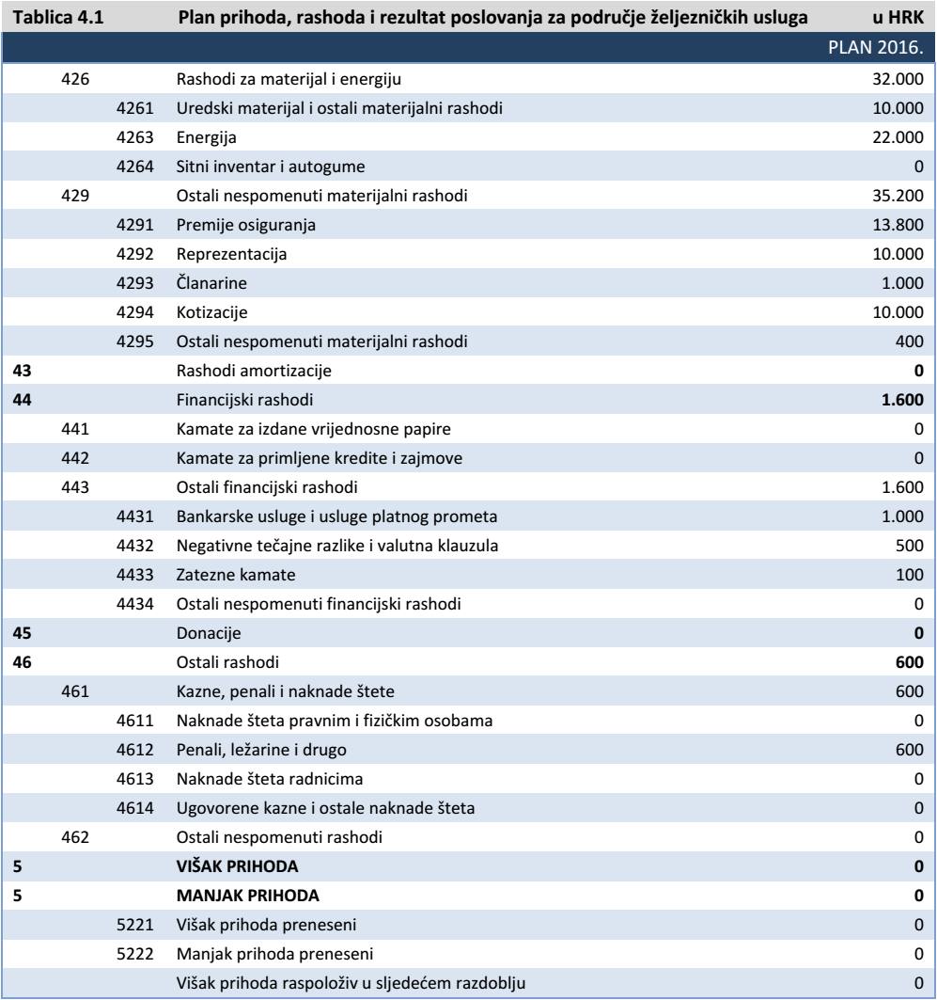 Tablica 4.1 Plan prihoda, rashoda i rezultat poslovanja za područje željezničkih usluga u HRK
PLAN 2016.
426 Rashodi za materijal i energiju 32.000
4261 Uredski materijal i ostali materijalni rashodi 10.000
4263 Energija 22.000
4264 Sitni inventar i autogume 0
429 Ostali nespomenuti materijalni rashodi 35.200
4291 Premije osiguranja 13.800
4292 Reprezentacija 10.000
4293 Članarine 1.000
4294 Kotizacije 10.000
4295 Ostali nespomenuti materijalni rashodi 400
43 Rashodi amortizacije 0
44 Financijski rashodi 1.600
441 Kamate za izdane vrijednosne papire 0
442 Kamate za primljene kredite i zajmove 0
443 Ostali financijski rashodi 1.600
4431 Bankarske usluge i usluge platnog prometa 1.000
4432 Negativne tečajne razlike i valutna klauzula 500
4433 Zatezne kamate 100
4434 Ostali nespomenuti financijski rashodi 0
45 Donacije 0
46 Ostali rashodi 600
461 Kazne, penali i naknade štete 600
4611 Naknade šteta pravnim i fizičkim osobama 0
4612 Penali, ležarine i drugo 600
4613 Naknade šteta radnicima 0
4614 Ugovorene kazne i ostale naknade šteta 0
462 Ostali nespomenuti rashodi 0
5 VIŠAK PRIHODA 0
5 MANJAK PRIHODA 0
5221 Višak prihoda preneseni 0
5222 Manjak prihoda preneseni 0
Višak prihoda raspoloživ u sljedećem razdoblju 0